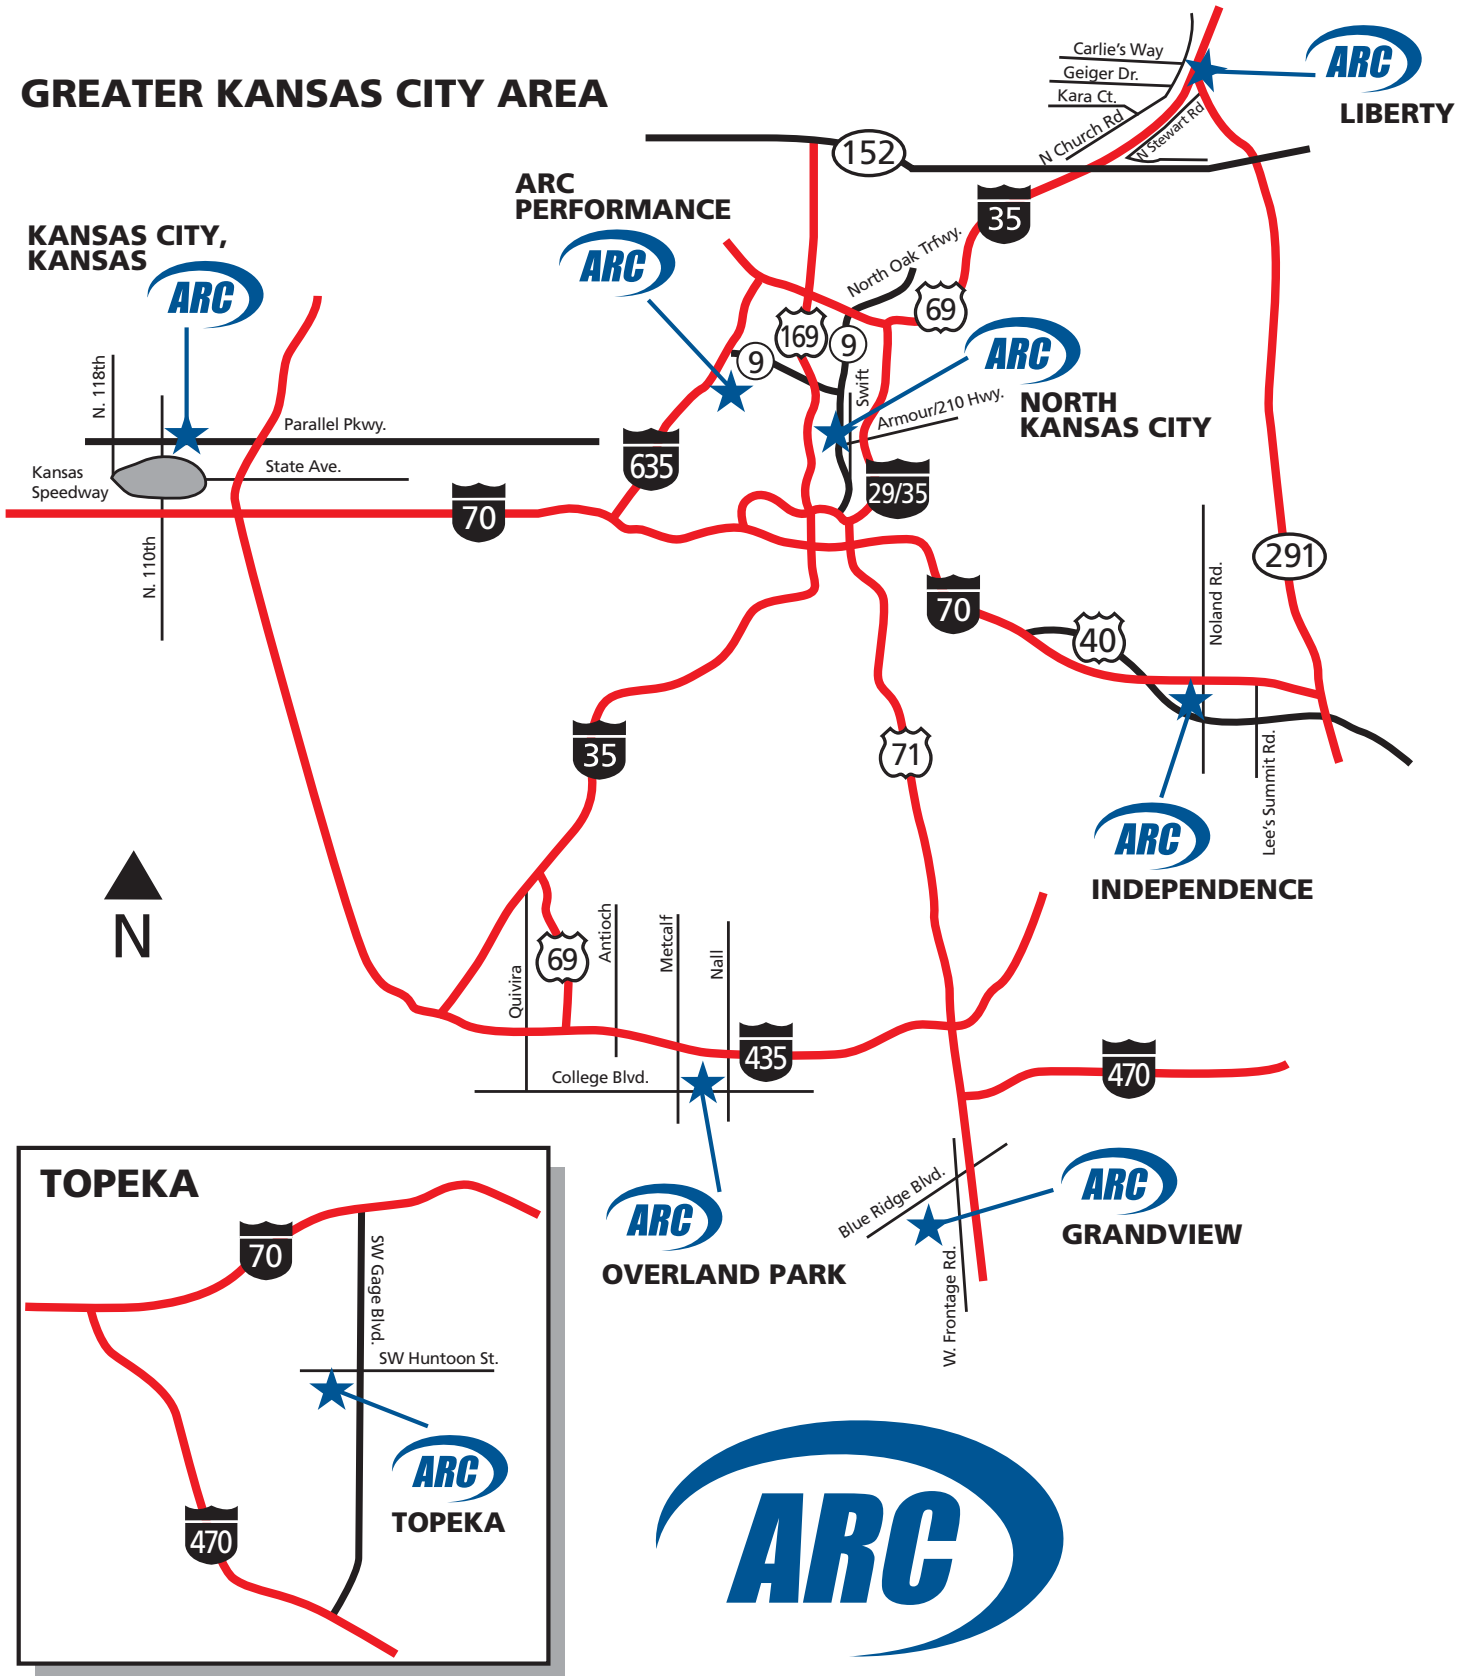 GREATER KANSAS CITY AREA
Carlie's Way
Geiger Dr.
Kara Ct.
N Church Rd
N Stewart Rd
ARC
LIBERTY
152
35
ARC
PERFORMANCE
ARC
KANSAS CITY,
KANSAS
ARC
North Oak Trfwy.
69
169
9
9
ARC
NORTH
KANSAS CITY
Swift
Armour/210 Hwy.
N. 118th
Parallel Pkwy.
State Ave.
Kansas
Speedway
N. 110th
635
29/35
70
291
70
40
Noland Rd.
35
71
Lee's Summit Rd.
ARC
INDEPENDENCE
N
Quivira
69
Antioch
Metcalf
Nall
435
College Blvd.
470
ARC
OVERLAND PARK
Blue Ridge Blvd.
W. Frontage Rd.
ARC
GRANDVIEW
TOPEKA
70
SW Gage Blvd.
SW Huntoon St.
ARC
TOPEKA
470
ARC